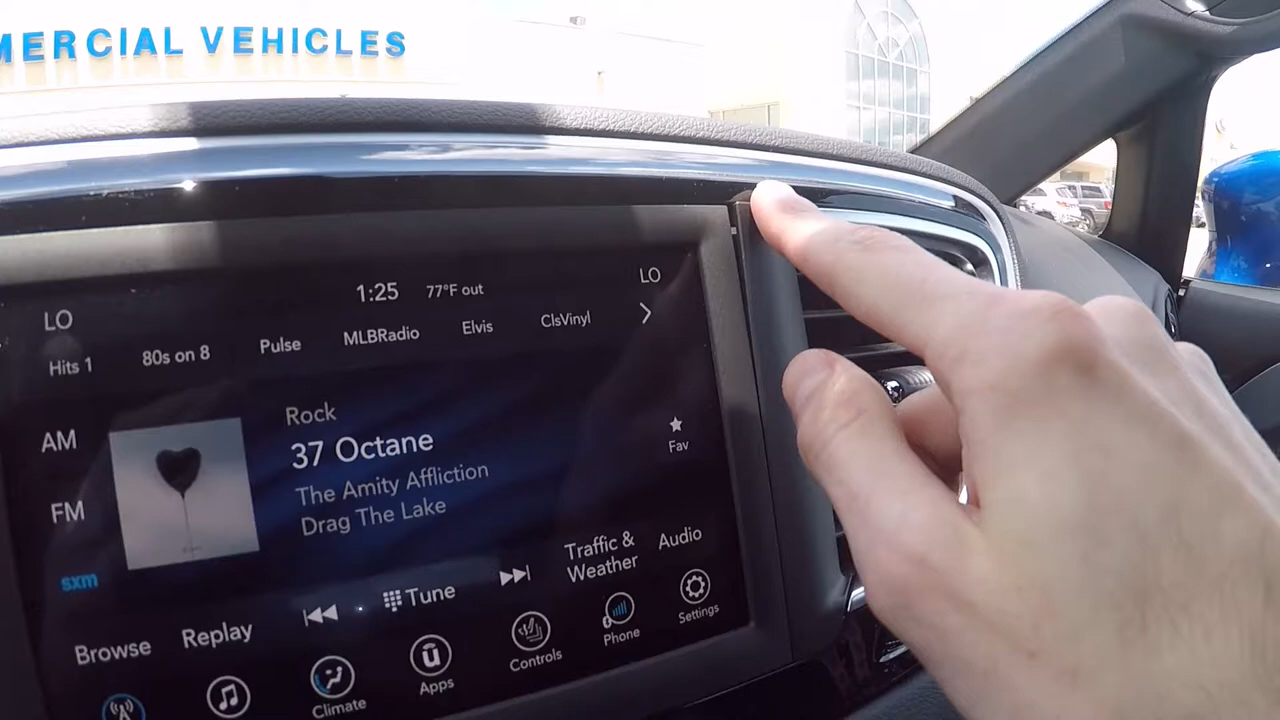 MERCIAL VEHICLES
LO
1:25
77°F out
LO
Hits 1
80s on 8
Pulse
MLBRadio
Elvis
ClsVinyl
AM
FM
sxm
Rock
37 Octane
The Amity Affliction
Drag The Lake
Fav
Browse
Replay
Tune
Traffic &
Weather
Audio
Climate
Apps
Controls
Phone
Settings